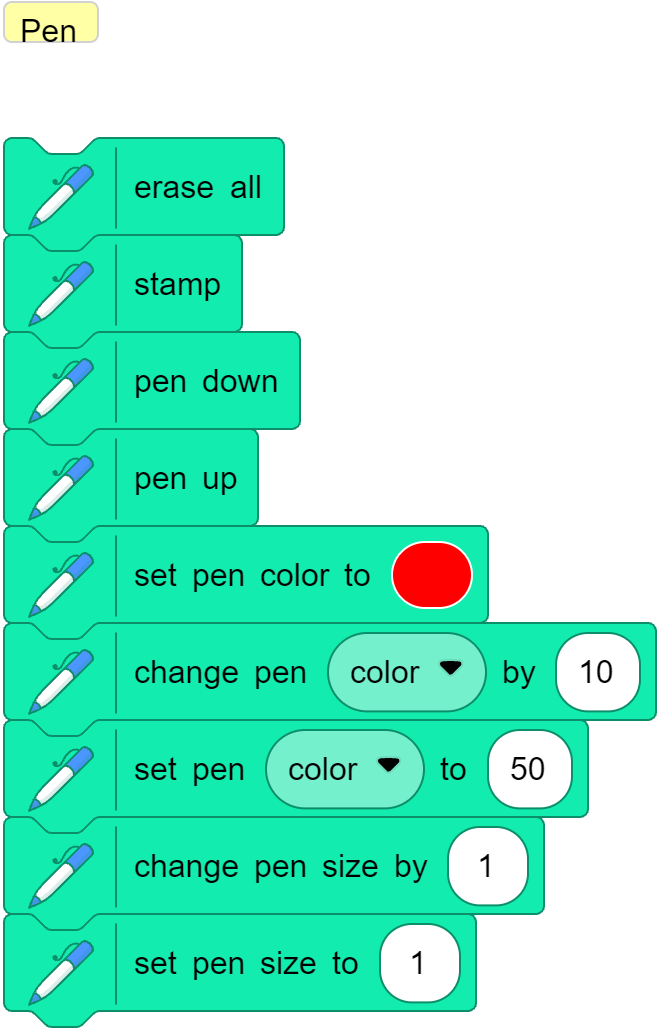 Pen
erase all
stamp
pen down
pen up
set pen color to
change pen color by 10
set pen color to 50
change pen size by 1
set pen size to 1